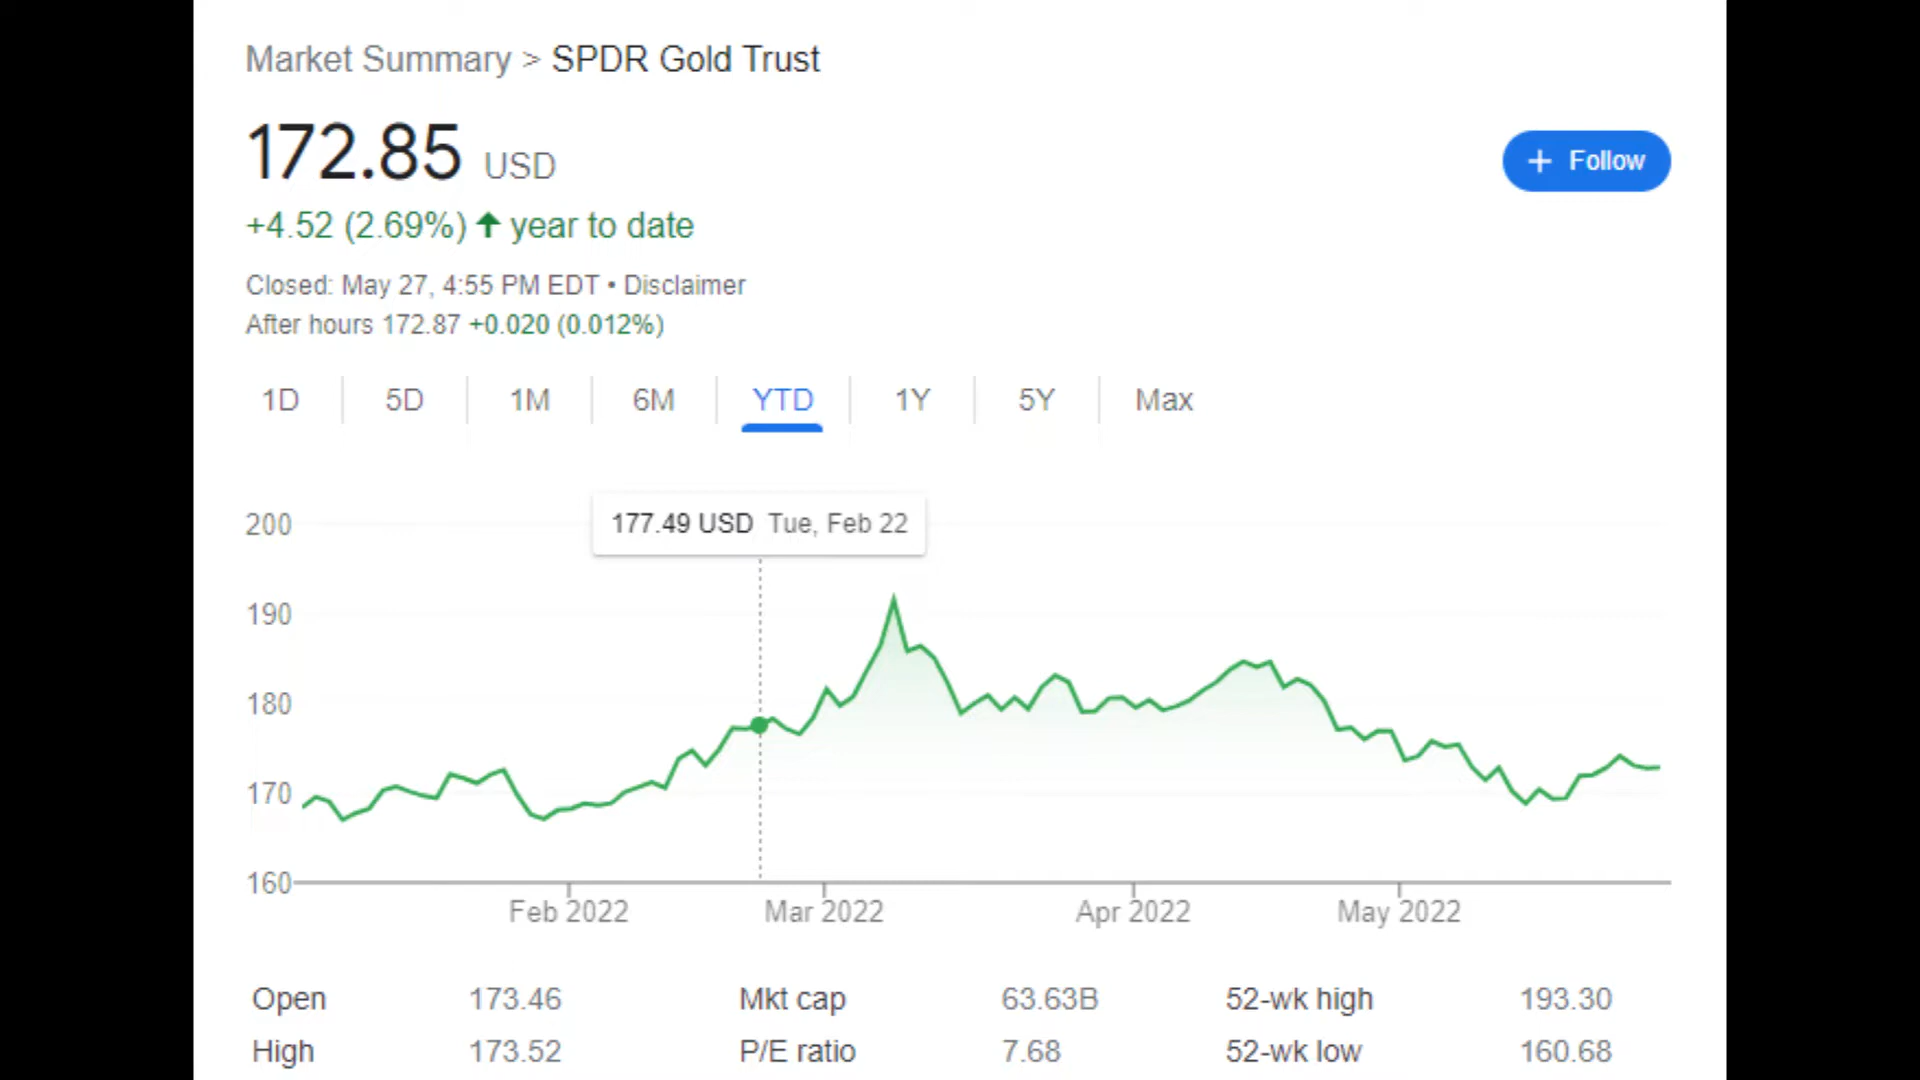 Market Summary > SPDR Gold Trust
172.85 USD
+ Follow
+4.52 (2.69%) ↑ year to date
Closed: May 27, 4:55 PM EDT • Disclaimer
After hours 172.87 +0.020 (0.012%)
1D 5D 1M 6M YTD 1Y 5Y Max
177.49 USD Tue, Feb 22
200
190
180
170
160
Feb 2022 Mar 2022 Apr 2022 May 2022
Open 173.46 Mkt cap 63.63B 52-wk high 193.30
High 173.52 P/E ratio 7.68 52-wk low 160.68